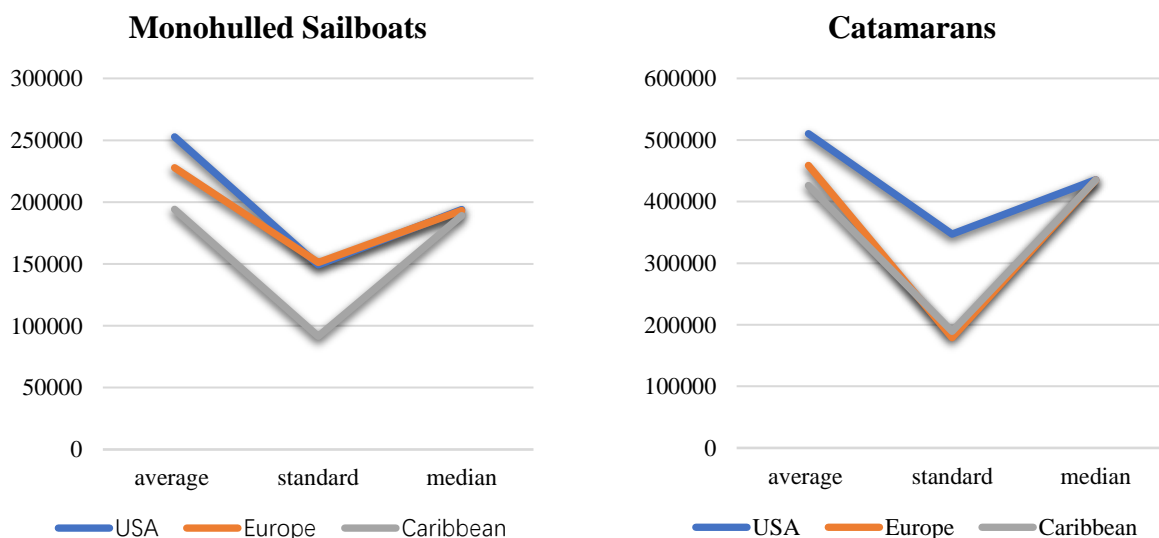 Monohulled Sailboats
300000
250000
200000
150000
100000
50000
0
average standard median
USA Europe Caribbean
Catamarans
600000
500000
400000
300000
200000
100000
0
average standard median
USA Europe Caribbean